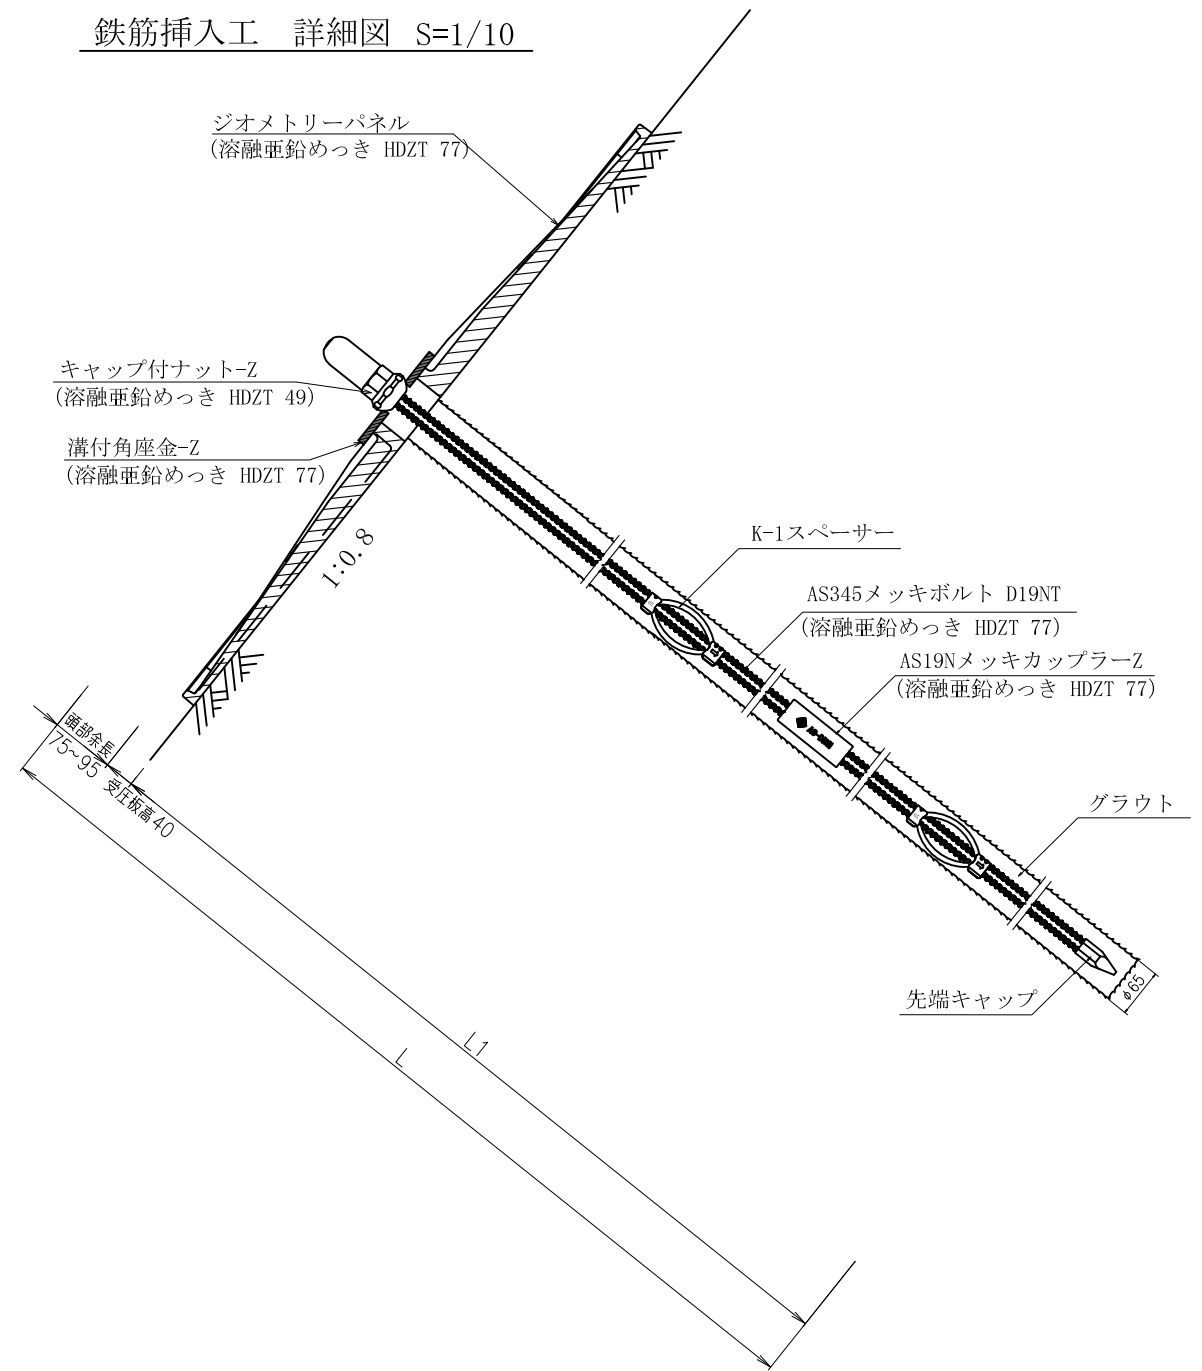 鉄筋挿入工　詳細図 S=1/10
ジオメトリーパネル
(溶融亜鉛めっき HDZT 77)
キャップ付ナット-Z
(溶融亜鉛めっき HDZT 49)
溝付角座金-Z
(溶融亜鉛めっき HDZT 77)
1:0.8
K-1スペーサー
AS345メッキボルト D19NT
(溶融亜鉛めっき HDZT 77)
AS19NメッキカップラーZ
(溶融亜鉛めっき HDZT 77)
頭部余長
75~95
受圧板高40
グラウト
先端キャップ
φ65
L1
L